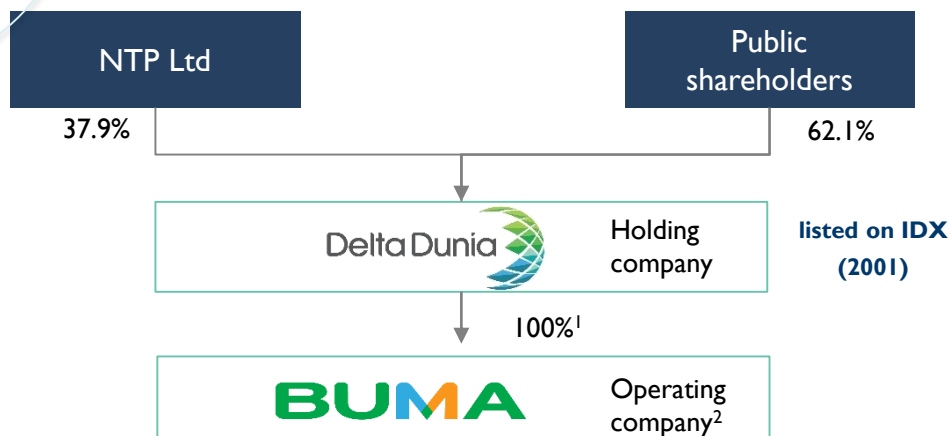 NTP Ltd
Public
shareholders
37.9%
62.1%
Delta Dunia
Holding
company
listed on IDX
(2001)
100%¹
BUMA
Operating
company²